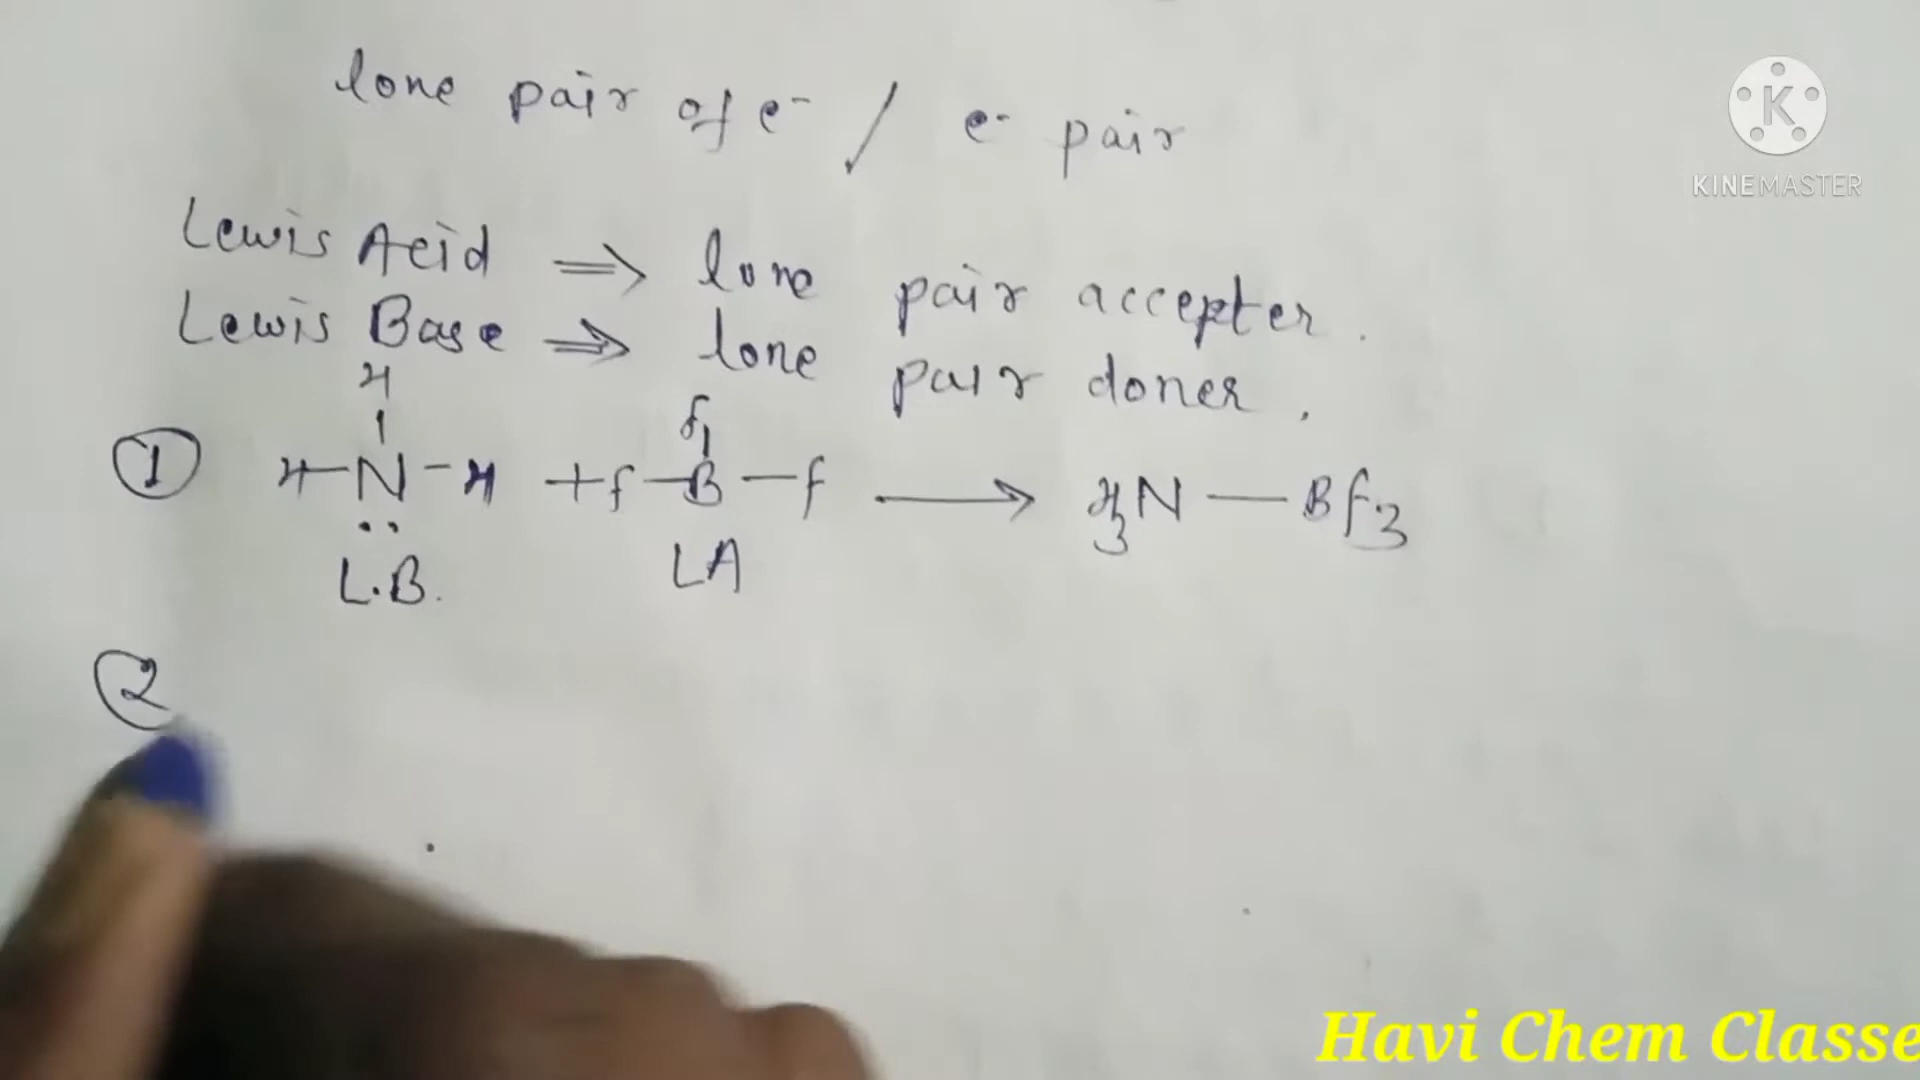 lone pair of e- / e- pair
KINEMASTER
Lewis Acid ⇒ lone pair accepter.
Lewis Base ⇒ lone pair doner.
H
f
① H-N-H + f-B-f → H3N-Bf3
L.B. LA
②
Havi Chem Classe